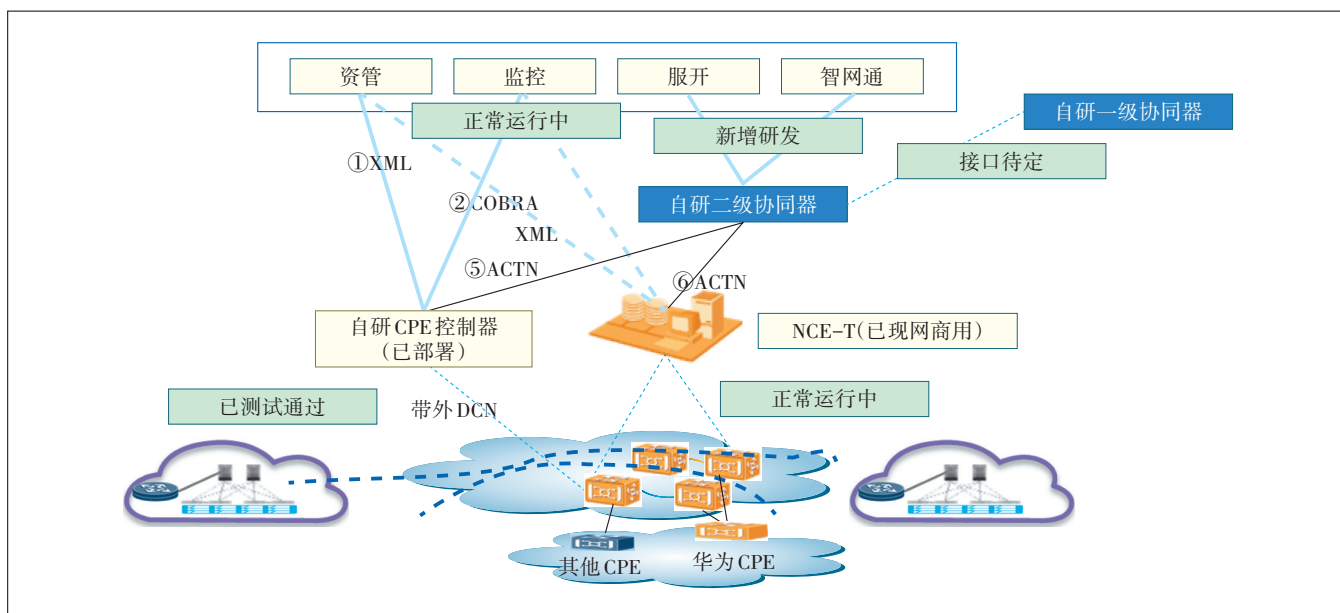 资管
监控
服开
智网通
正常运行中
新增研发
自研一级协同器
接口待定
①XML
②COBRA
XML
自研二级协同器
⑤ACTN
⑥ACTN
自研CPE控制器
(已部署)
NCE-T(已现网商用)
已测试通过
带外DCN
正常运行中
其他CPE
华为CPE